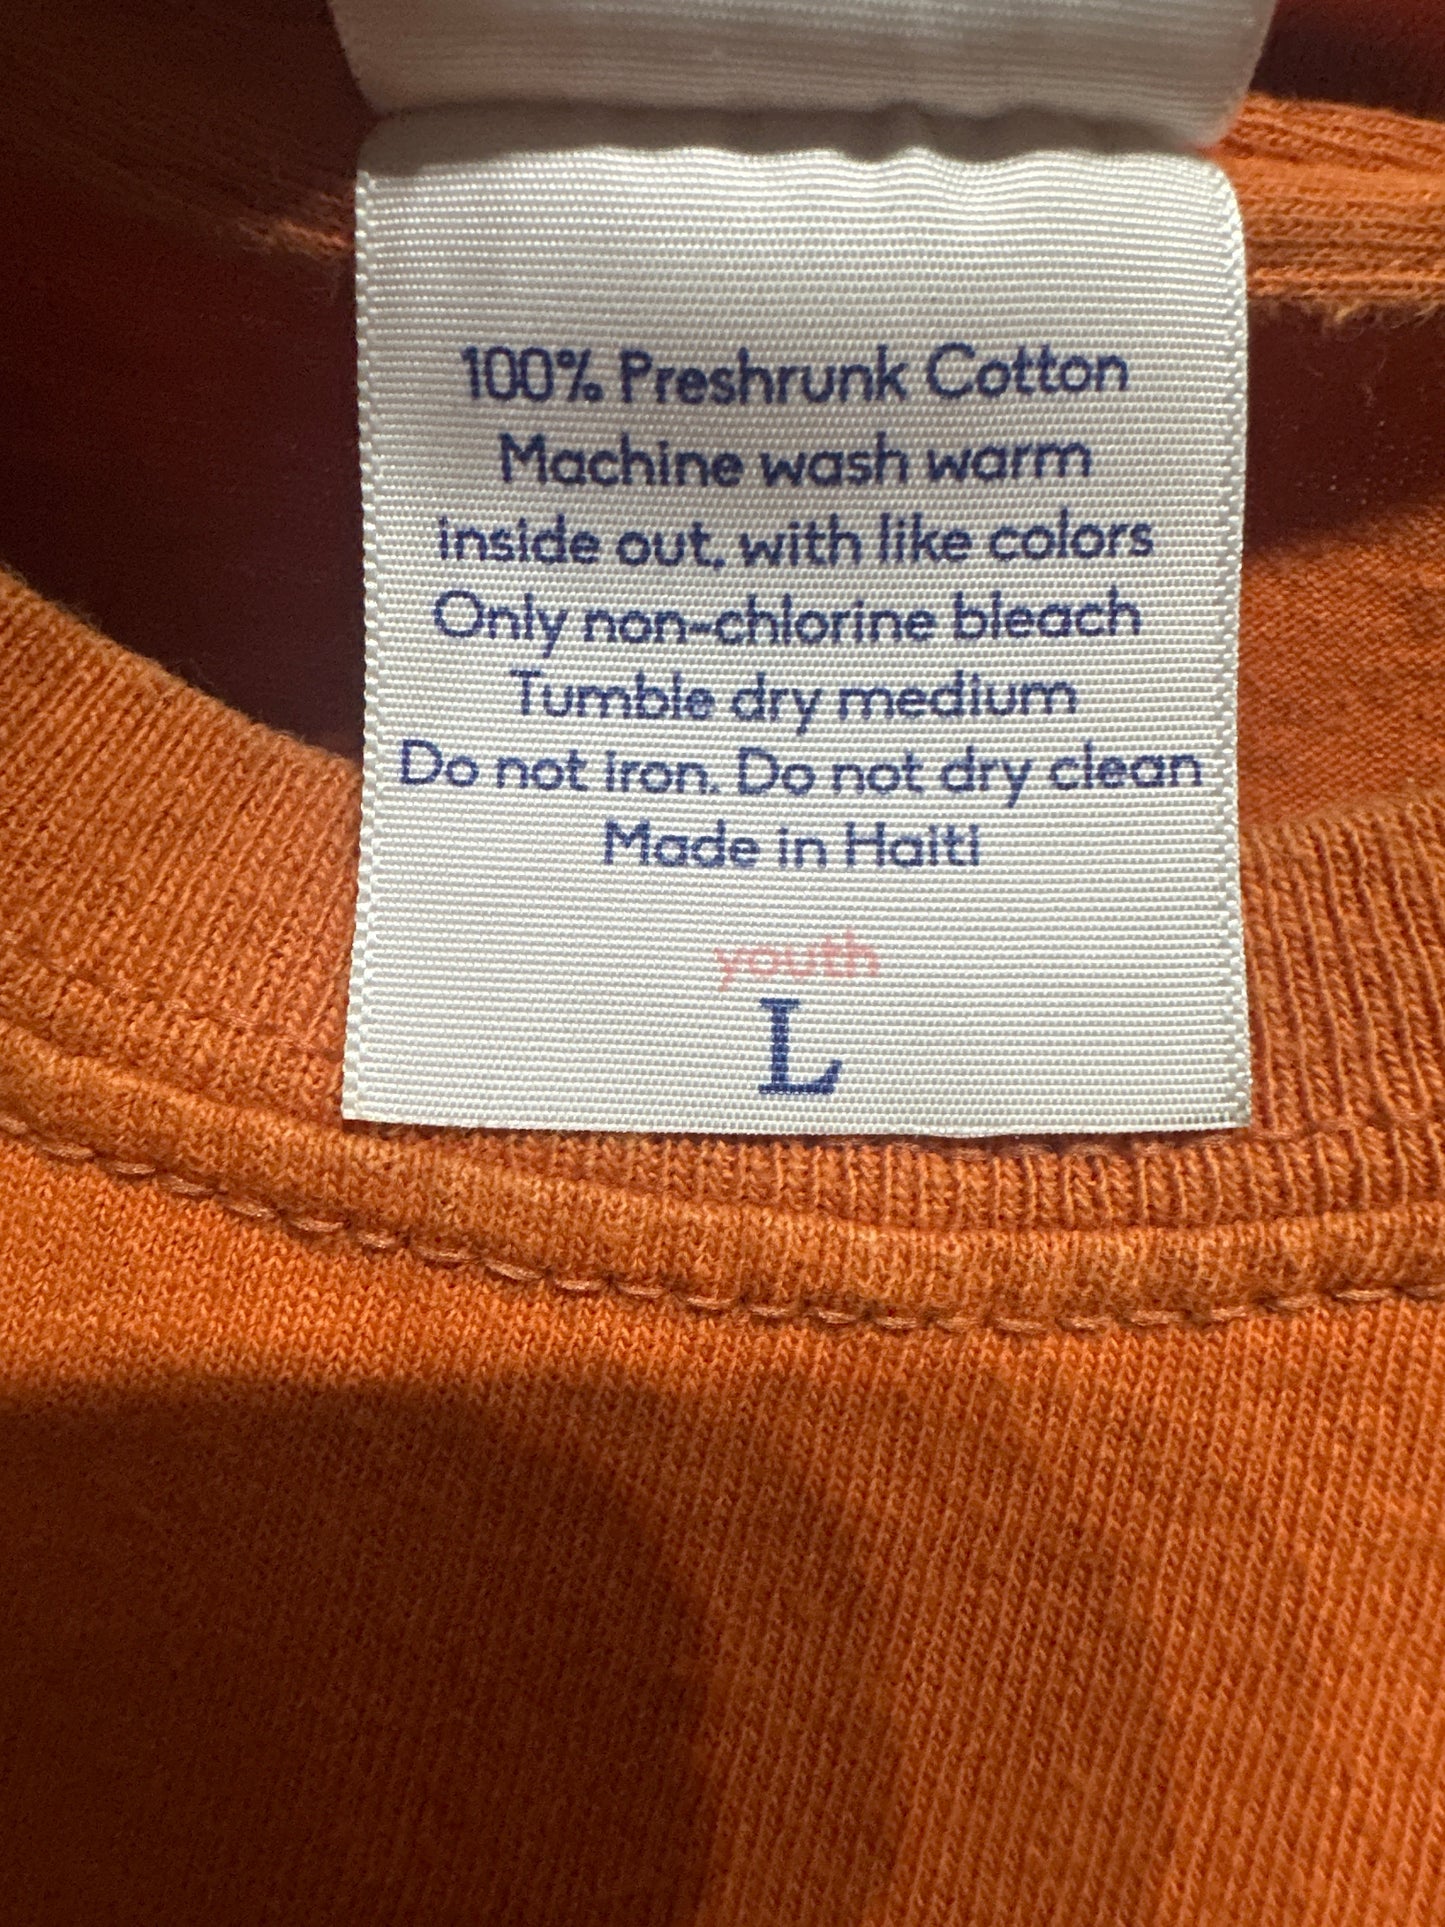 100% Preshrunk Cotton
Machine wash warm
inside out, with like colors
Only non-chlorine bleach
Tumble dry medium
Do not iron. Do not dry clean
Made in Haiti
youth
L